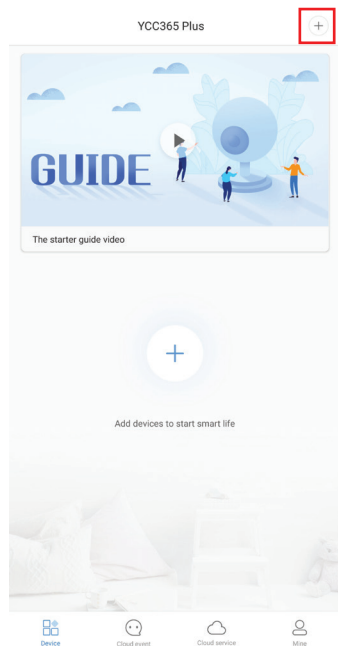 YCC365 Plus
GUIDE
The starter guide video
Add devices to start smart life
Device
Cloud event
Cloud service
Mine